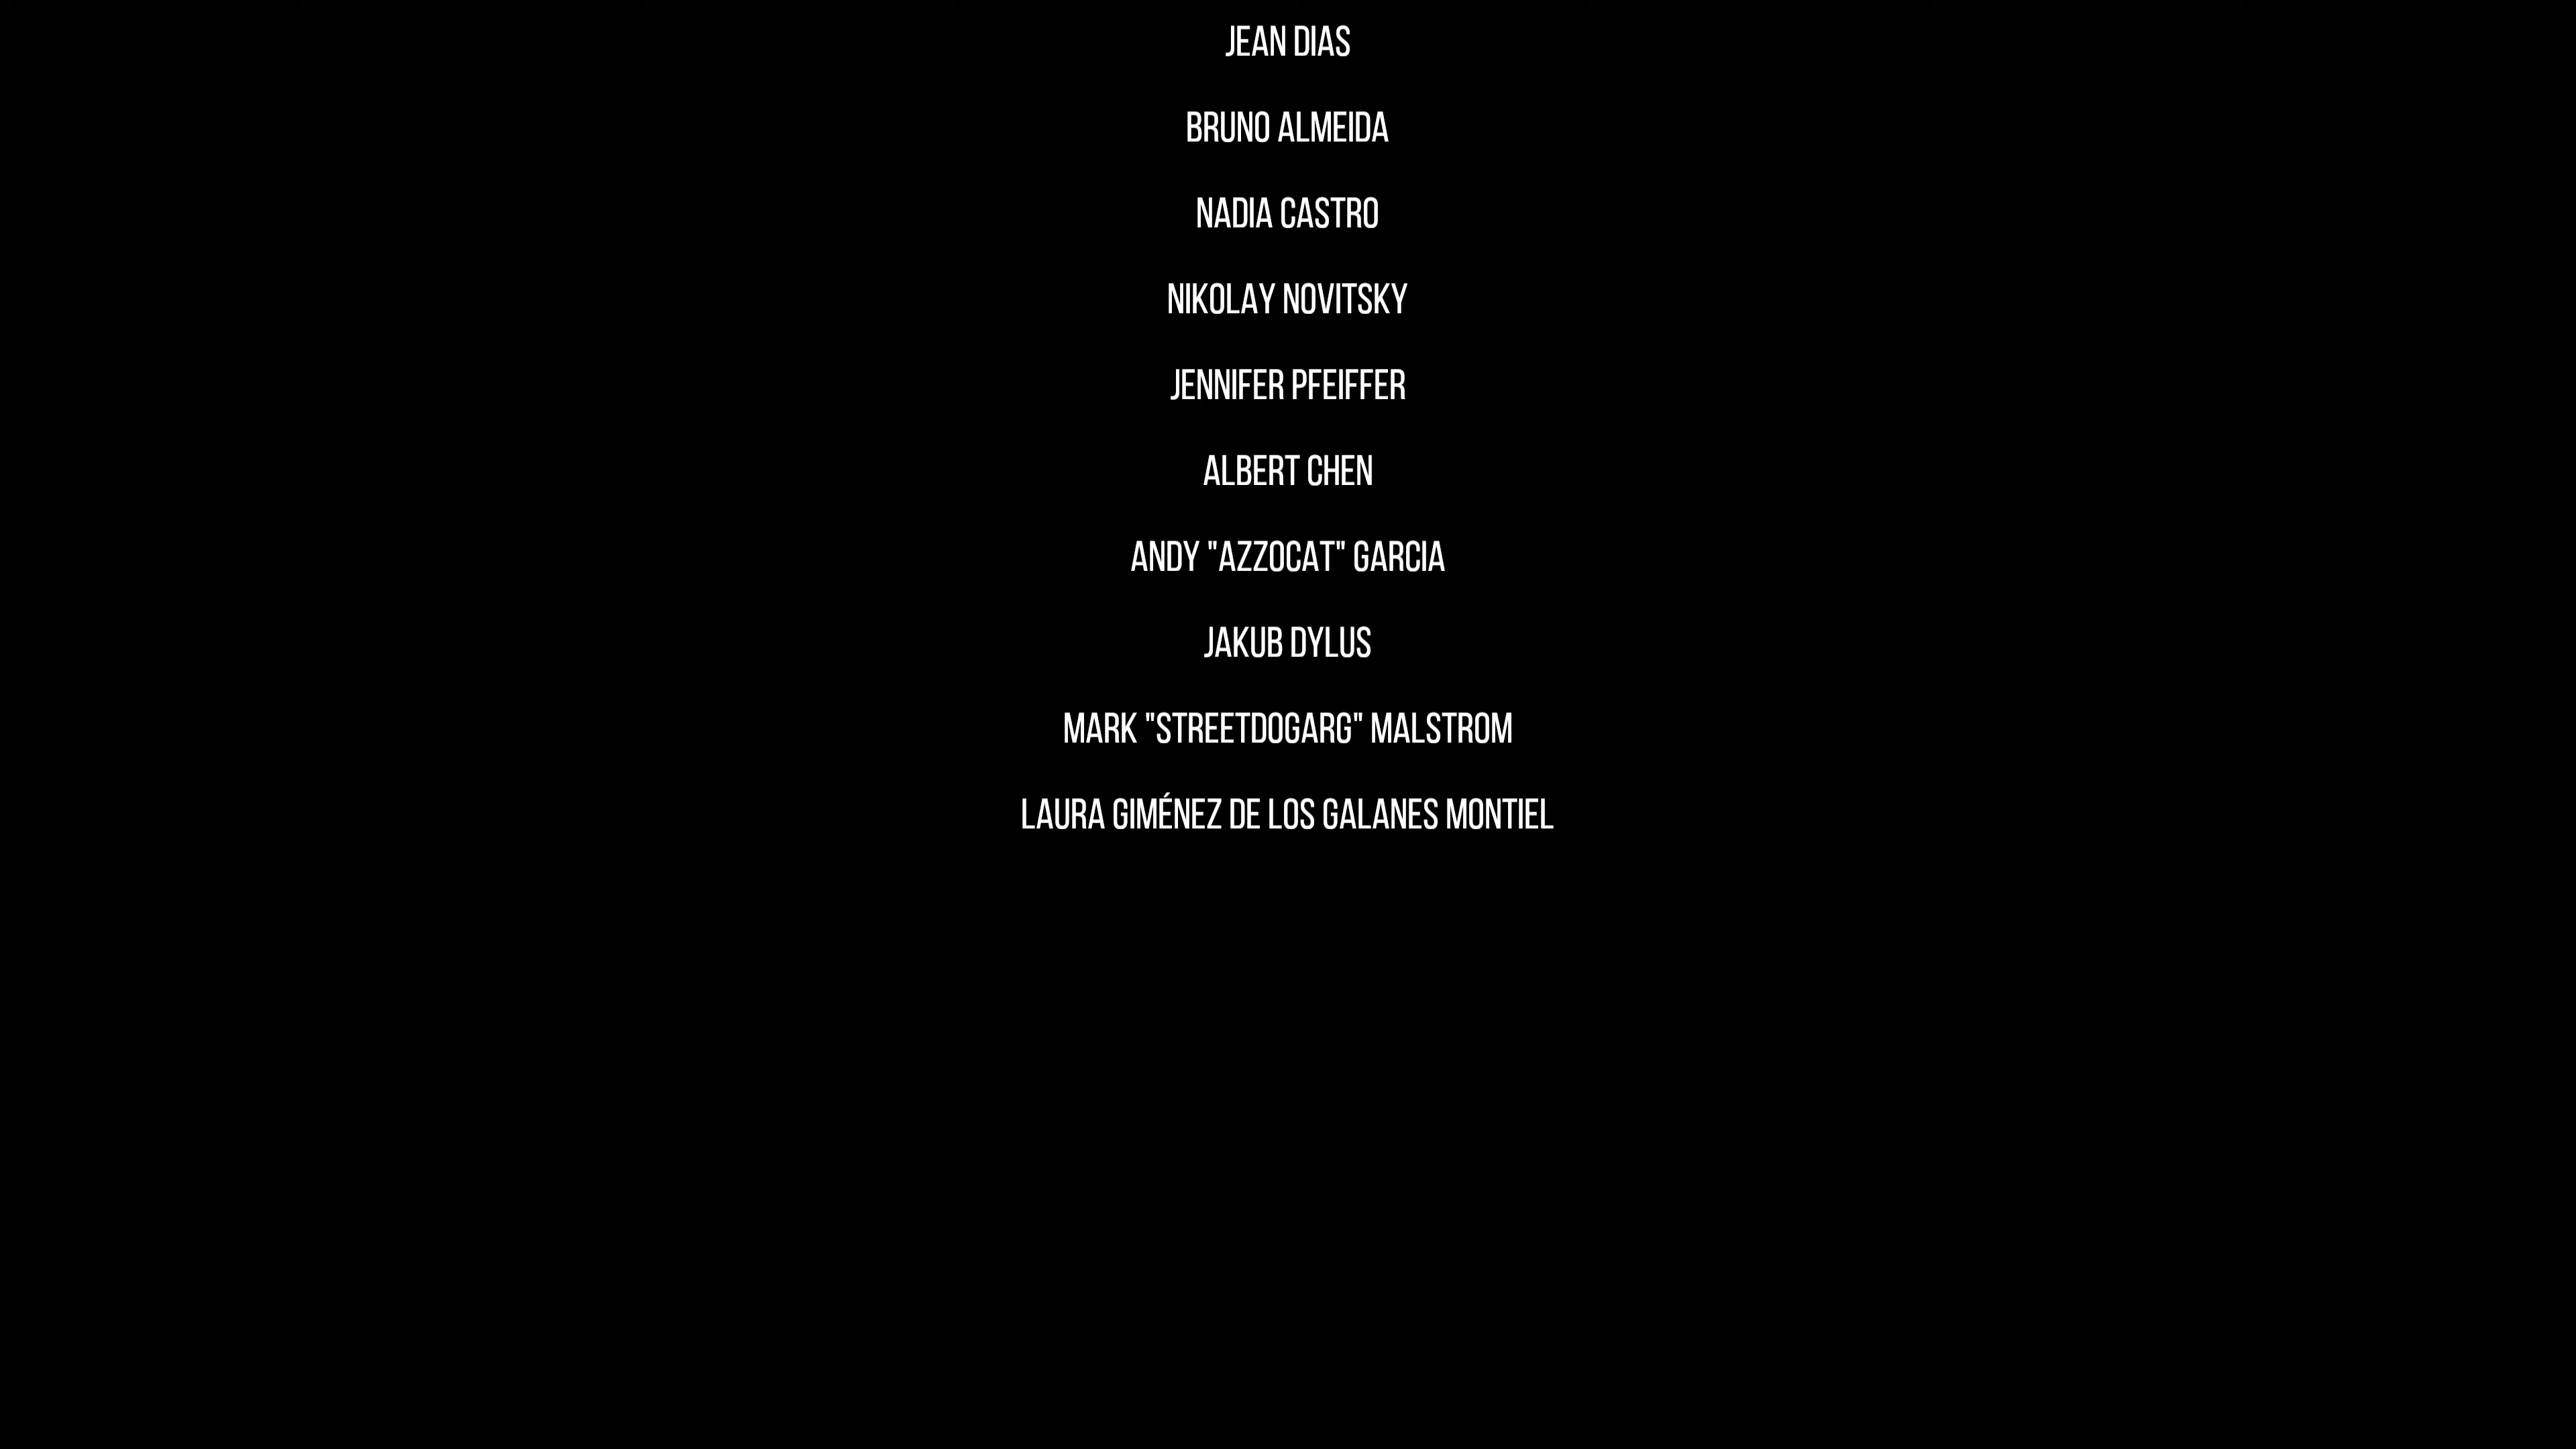 JEAN DIAS
BRUNO ALMEIDA
NADIA CASTRO
NIKOLAY NOVITSKY
JENNIFER PFEIFFER
ALBERT CHEN
ANDY "AZZOCAT" GARCIA
JAKUB DYLUS
MARK "STREETDOGARG" MALSTROM
LAURA GIMÉNEZ DE LOS GALANES MONTIEL